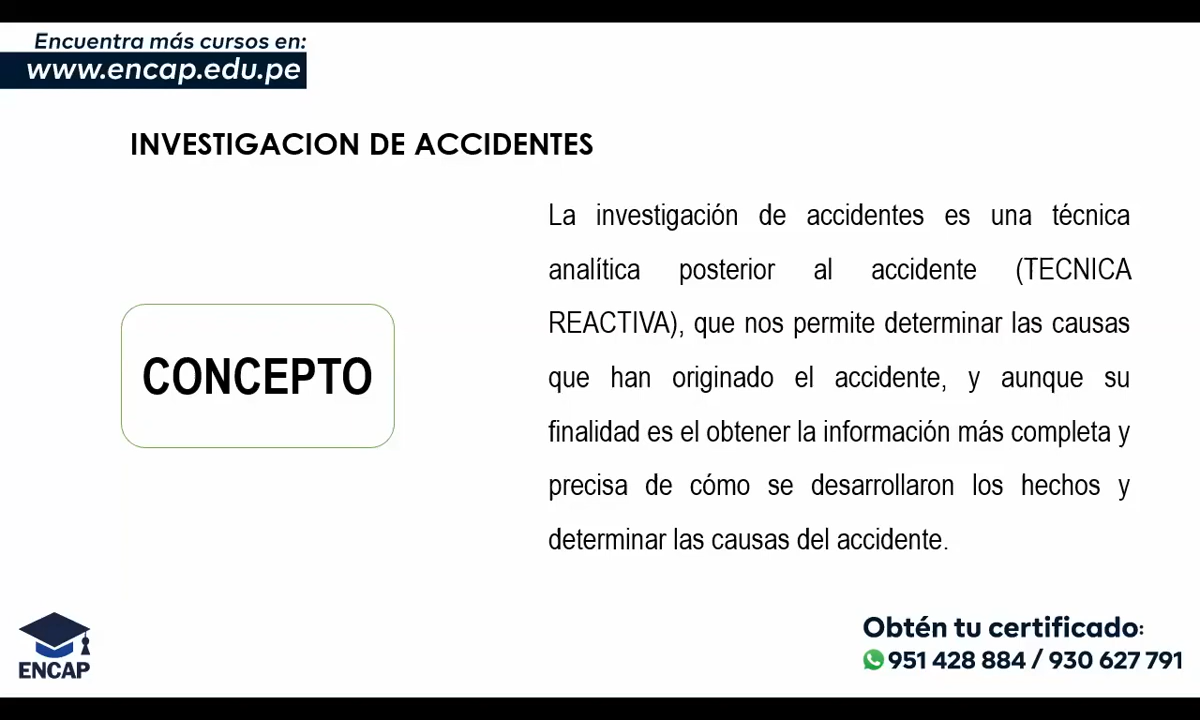 Encuentra más cursos en:
www.encap.edu.pe
INVESTIGACION DE ACCIDENTES
CONCEPTO
La investigación de accidentes es una técnica
analítica posterior al accidente (TECNICA
REACTIVA), que nos permite determinar las causas
que han originado el accidente, y aunque su
finalidad es el obtener la información más completa y
precisa de cómo se desarrollaron los hechos y
determinar las causas del accidente.
ENCAP
Obtén tu certificado:
951 428 884 / 930 627 791